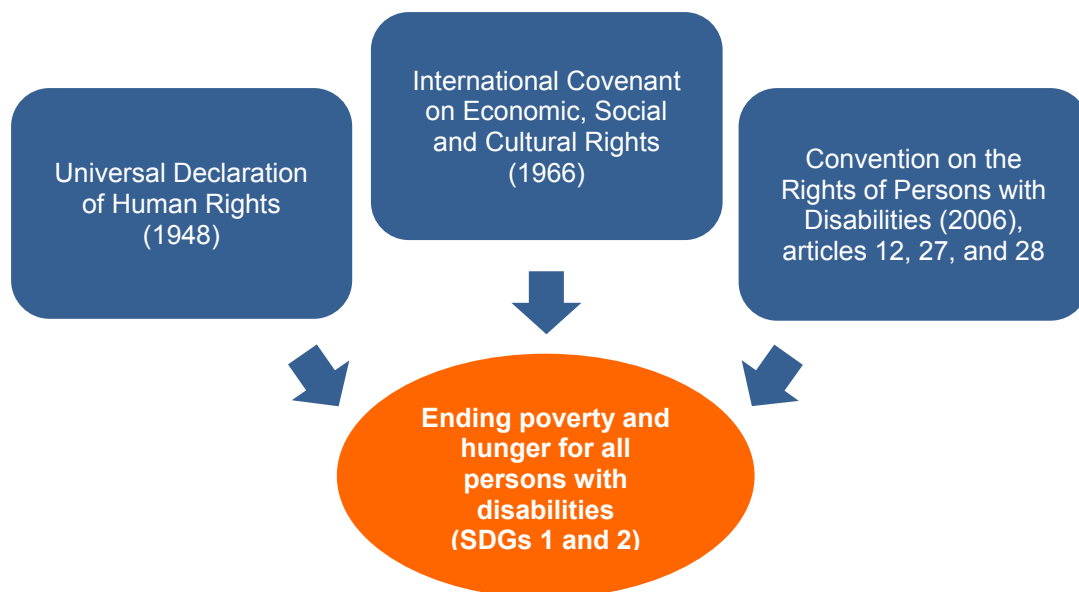 Universal Declaration
of Human Rights
(1948)
International Covenant
on Economic, Social
and Cultural Rights
(1966)
Convention on the
Rights of Persons with
Disabilities (2006),
articles 12, 27, and 28
Ending poverty and
hunger for all
persons with
disabilities
(SDGs 1 and 2)